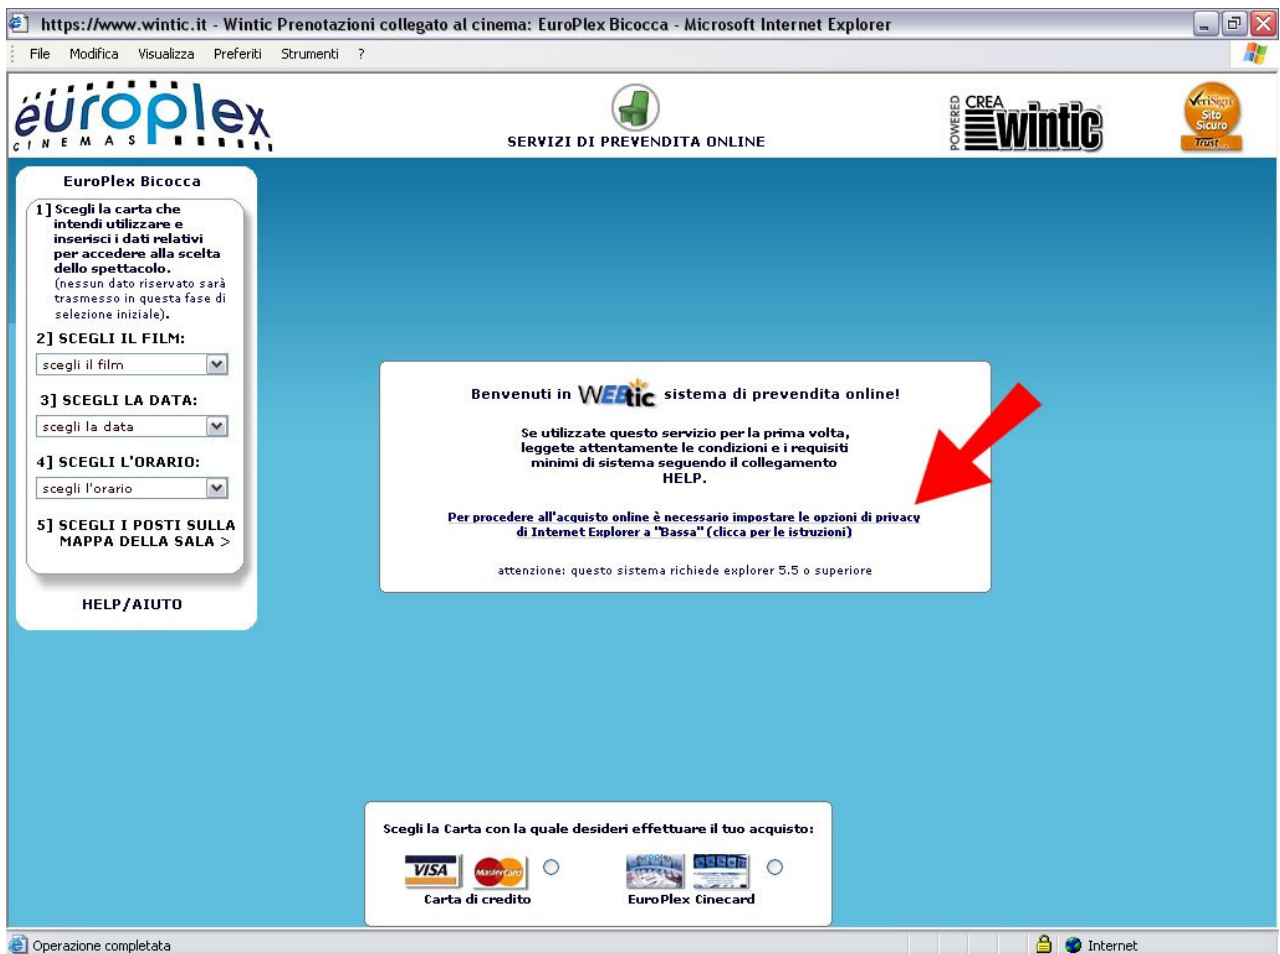 https://www.wintic.it - Wintic Prenotazioni collegato al cinema: EuroPlex Bicocca - Microsoft Internet Explorer
File Modifica Visualizza Preferiti Strumenti ?
europlex
CINEMAS
SERVIZI DI PREVENDITA ONLINE
POWERED
CREA
wintic
VeriSign
Sito
Sicuro
Trust
EuroPlex Bicocca
1] Scegli la carta che
intendi utilizzare e
inserisci i dati relativi
per accedere alla scelta
dello spettacolo.
(nessun dato riservato sarà
trasmesso in questa fase di
selezione iniziale).
2] SCEGLI IL FILM:
scegli il film
3] SCEGLI LA DATA:
scegli la data
4] SCEGLI L'ORARIO:
scegli l'orario
5] SCEGLI I POSTI SULLA
MAPPA DELLA SALA >
HELP/AIUTO
Benvenuti in WEBtic sistema di prevendita online!
Se utilizzate questo servizio per la prima volta,
leggete attentamente le condizioni e i requisiti
minimi di sistema seguendo il collegamento
HELP.
Per procedere all'acquisto online è necessario impostare le opzioni di privacy
di Internet Explorer a "Bassa" (clicca per le istruzioni)
attenzione: questo sistema richiede explorer 5.5 o superiore
Scegli la Carta con la quale desideri effettuare il tuo acquisto:
VISA
MasterCard
Carta di credito
EuroPlex Cinecard
Operazione completata
Internet